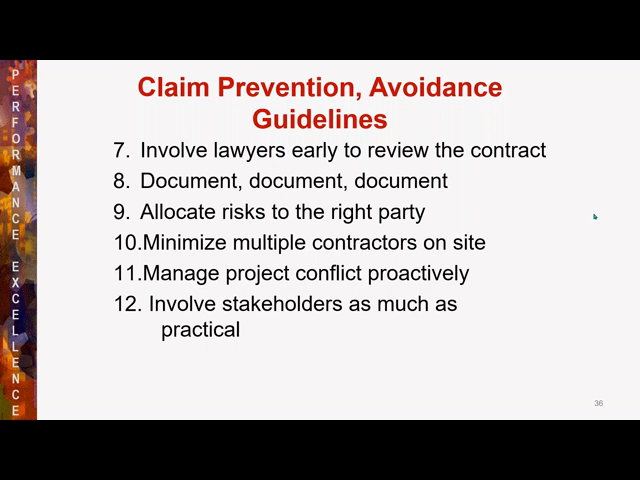 PERFORMANCE EXCELLENCE
Claim Prevention, Avoidance
Guidelines
7. Involve lawyers early to review the contract
8. Document, document, document
9. Allocate risks to the right party
10.Minimize multiple contractors on site
11.Manage project conflict proactively
12. Involve stakeholders as much as
practical
36